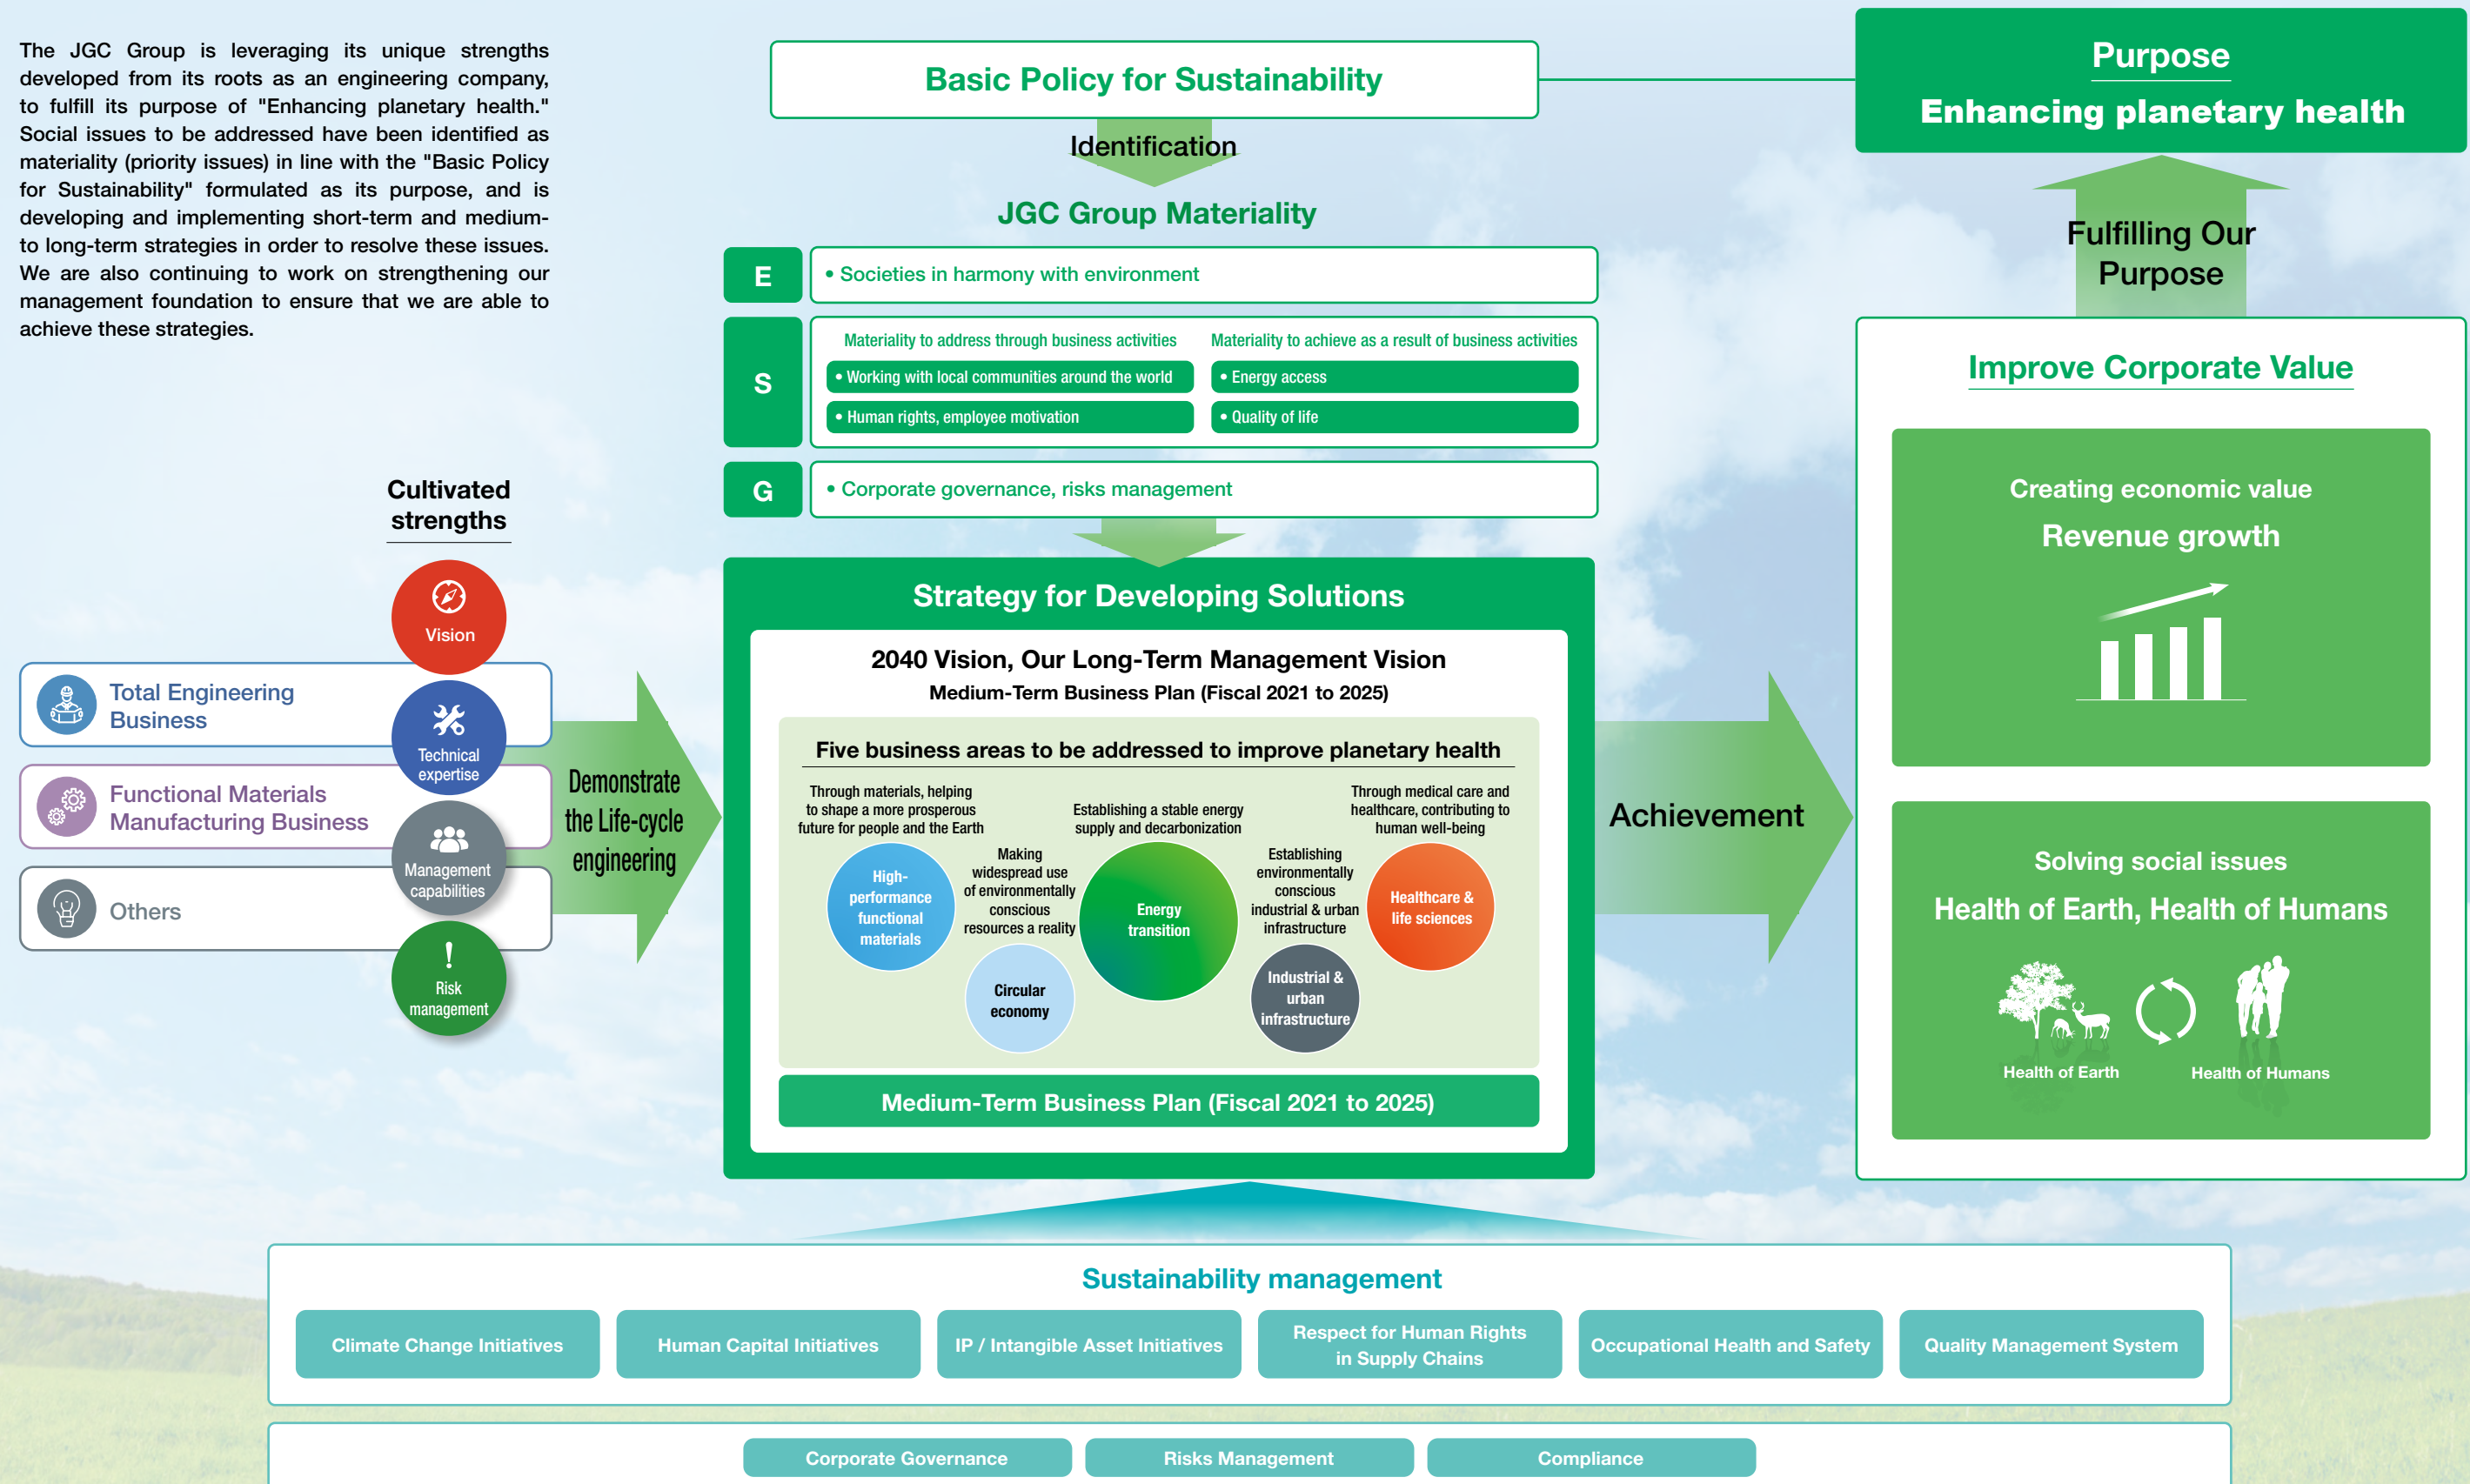 The JGC Group is leveraging its unique strengths
developed from its roots as an engineering company,
to fulfill its purpose of "Enhancing planetary health."
Social issues to be addressed have been identified as
materiality (priority issues) in line with the "Basic Policy
for Sustainability" formulated as its purpose, and is
developing and implementing short-term and medium-
to long-term strategies in order to resolve these issues.
We are also continuing to work on strengthening our
management foundation to ensure that we are able to
achieve these strategies.
Basic Policy for Sustainability
Identification
JGC Group Materiality
E
• Societies in harmony with environment
S
Materiality to address through business activities
• Working with local communities around the world
• Human rights, employee motivation
Materiality to achieve as a result of business activities
• Energy access
• Quality of life
G
• Corporate governance, risks management
Purpose
Enhancing planetary health
Fulfilling Our
Purpose
Cultivated
strengths
Vision
Technical
expertise
Management
capabilities
!
Risk
management
Total Engineering
Business
Functional Materials
Manufacturing Business
Others
Demonstrate
the Life-cycle
engineering
Strategy for Developing Solutions
2040 Vision, Our Long-Term Management Vision
Medium-Term Business Plan (Fiscal 2021 to 2025)
Five business areas to be addressed to improve planetary health
Through materials, helping
to shape a more prosperous
future for people and the Earth
High-
performance
functional
materials
Making
widespread use
of environmentally
conscious
resources a reality
Circular
economy
Establishing a stable energy
supply and decarbonization
Energy
transition
Establishing
environmentally
conscious
industrial & urban
infrastructure
Industrial &
urban
infrastructure
Through medical care and
healthcare, contributing to
human well-being
Healthcare &
life sciences
Medium-Term Business Plan (Fiscal 2021 to 2025)
Achievement
Improve Corporate Value
Creating economic value
Revenue growth
Solving social issues
Health of Earth, Health of Humans
Health of Earth
Health of Humans
Sustainability management
Climate Change Initiatives
Human Capital Initiatives
IP / Intangible Asset Initiatives
Respect for Human Rights
in Supply Chains
Occupational Health and Safety
Quality Management System
Corporate Governance
Risks Management
Compliance